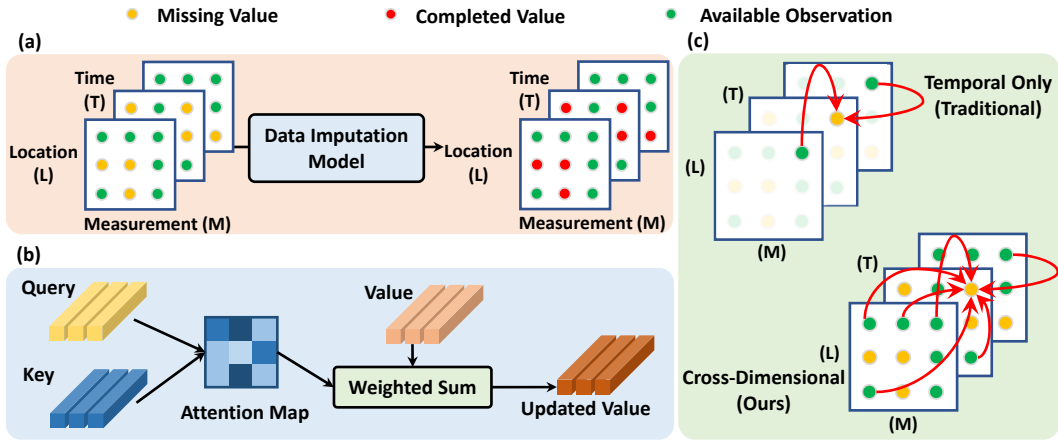 Missing Value
Completed Value
Available Observation
(a)
Time
(T)
Location
(L)
Measurement (M)
Data Imputation
Model
Time
(T)
Location
(L)
Measurement (M)
(b)
Query
Key
Attention Map
Value
Weighted Sum
Updated Value
(c)
(T)
(L)
(M)
Temporal Only
(Traditional)
(T)
(L)
Cross-Dimensional
(Ours)
(M)